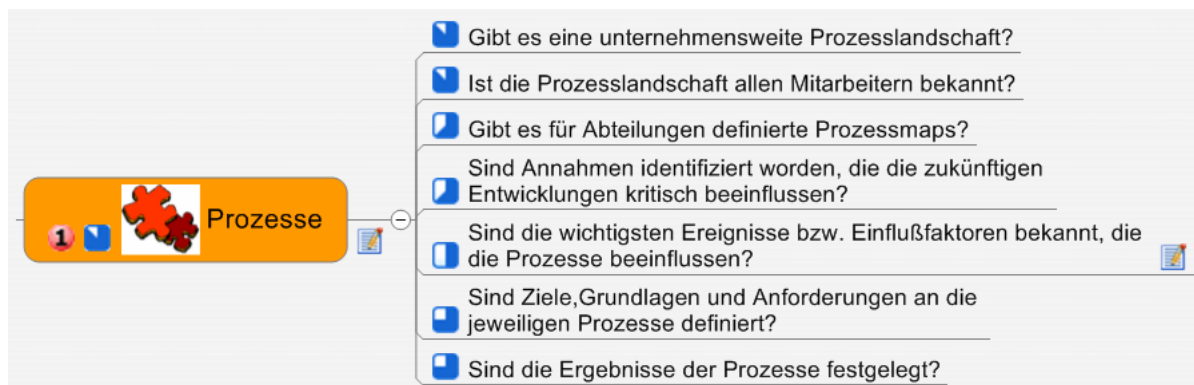 Gibt es eine unternehmensweite Prozesslandschaft?
Ist die Prozesslandschaft allen Mitarbeitern bekannt?
Gibt es für Abteilungen definierte Prozessmaps?
Sind Annahmen identifiziert worden, die die zukünftigen
Entwicklungen kritisch beeinflussen?
1 Prozesse
Sind die wichtigsten Ereignisse bzw. Einflußfaktoren bekannt, die
die Prozesse beeinflussen?
Sind Ziele,Grundlagen und Anforderungen an die
jeweiligen Prozesse definiert?
Sind die Ergebnisse der Prozesse festgelegt?